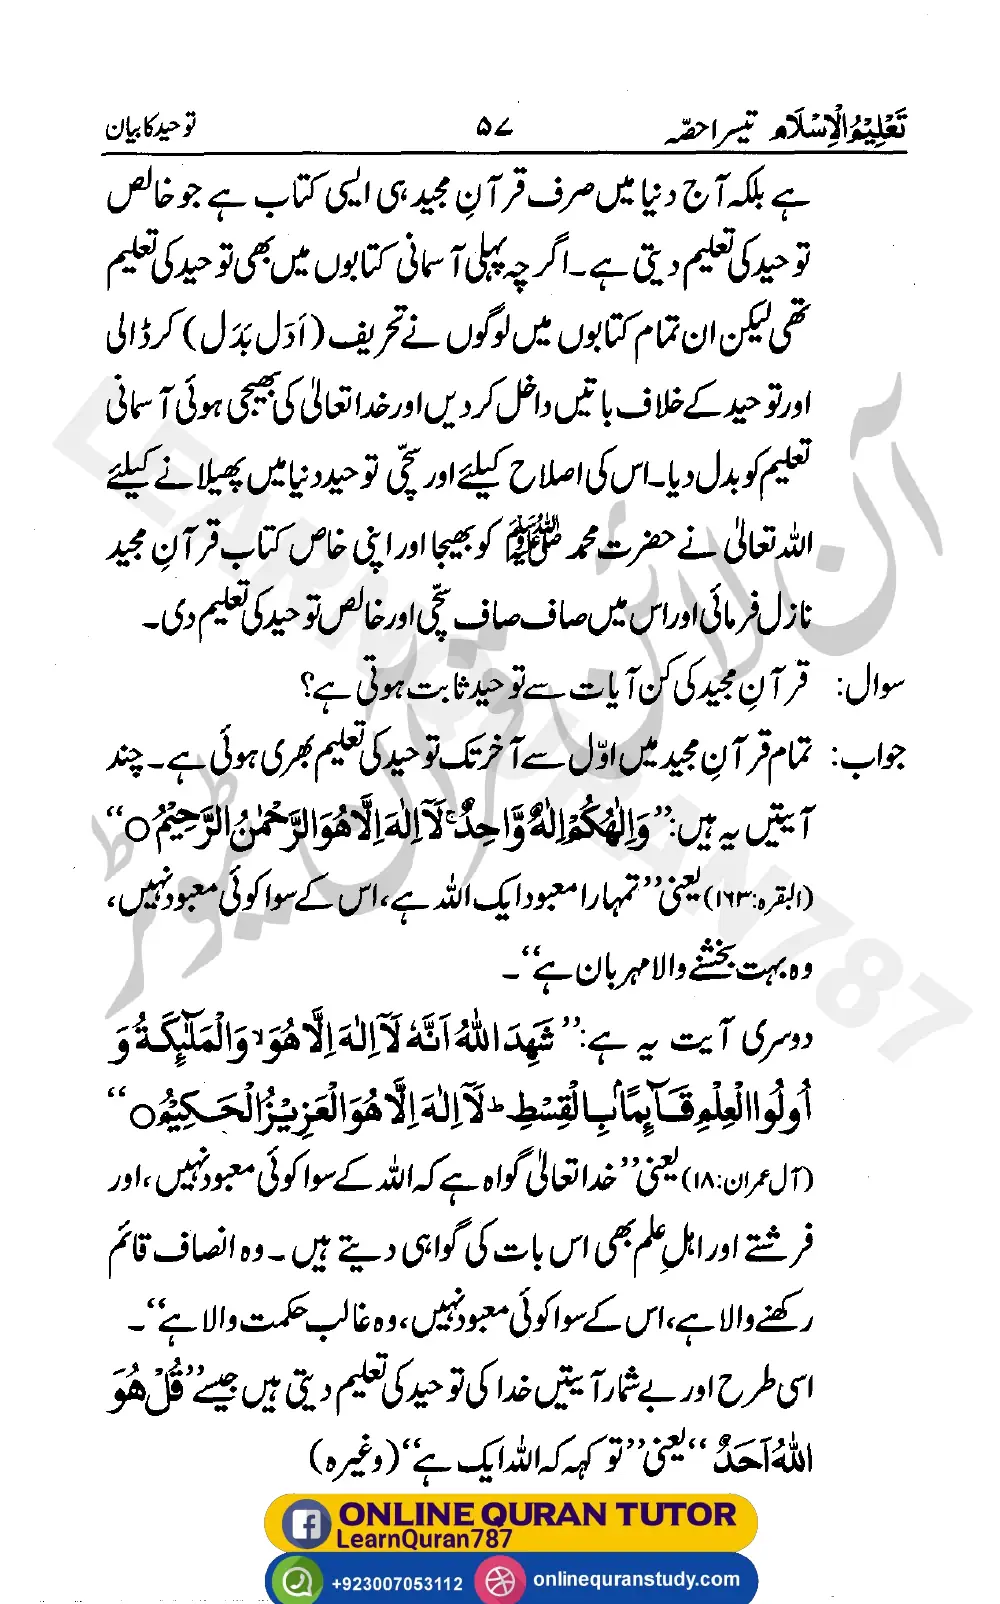 تَعْلِیْمُ الْاِسْلَام تیسرا حصّہ ۵۷ توحید کا بیان
ہے بلکہ آج دنیا میں صرف قرآنِ مجید ہی ایسی کتاب ہے جو خالص
توحید کی تعلیم دیتی ہے۔ اگرچہ پہلی آسمانی کتابوں میں بھی توحید کی تعلیم
تھی لیکن ان تمام کتابوں میں لوگوں نے تحریف (اَدَل بَدَل) کر ڈالی
اور توحید کے خلاف باتیں داخل کر دیں اور خدا تعالیٰ کی بھیجی ہوئی آسمانی
تعلیم کو بدل دیا۔ اس کی اصلاح کیلئے اور سچّی توحید دنیا میں پھیلانے کیلئے
اللہ تعالیٰ نے حضرت محمد ﷺ کو بھیجا اور اپنی خاص کتاب قرآنِ مجید
نازل فرمائی اور اس میں صاف صاف سچّی اور خالص توحید کی تعلیم دی۔
سوال: قرآنِ مجید کی کن آیات سے توحید ثابت ہوتی ہے؟
جواب: تمام قرآنِ مجید میں اوّل سے آخر تک توحید کی تعلیم بھری ہوئی ہے۔ چند
آیتیں یہ ہیں: ”وَاِلٰهُكُمْ اِلٰهٌ وَّاحِدٌ ۚ لَآ اِلٰهَ اِلَّا هُوَ الرَّحْمٰنُ الرَّحِيْمُ ○“
(البقرہ:۱۶۳) یعنی ”تمہارا معبود ایک اللہ ہے، اس کے سوا کوئی معبود نہیں،
وہ بہت بخشنے والا مہربان ہے“۔
دوسری آیت یہ ہے: ”شَهِدَ اللّٰهُ اَنَّهٗ لَآ اِلٰهَ اِلَّا هُوَ ۙ وَالْمَلٰٓئِكَةُ وَ
اُولُوا الْعِلْمِ قَآئِمًاۢ بِالْقِسْطِ ؕ لَآ اِلٰهَ اِلَّا هُوَ الْعَزِيْزُ الْحَكِيْمُ ○“
(آل عمران:۱۸) یعنی ”خدا تعالیٰ گواہ ہے کہ اللہ کے سوا کوئی معبود نہیں، اور
فرشتے اور اہلِ علم بھی اس بات کی گواہی دیتے ہیں۔ وہ انصاف قائم
رکھنے والا ہے، اس کے سوا کوئی معبود نہیں، وہ غالب حکمت والا ہے“۔
اسی طرح اور بے شمار آیتیں خدا کی توحید کی تعلیم دیتی ہیں جیسے ”قُلْ هُوَ
اللّٰهُ اَحَدٌ“ یعنی ”تو کہہ کہ اللہ ایک ہے“ (وغیرہ)
آن لائن قرآن ٹیوٹر
LEARNQURAN787
ONLINE QURAN TUTOR
LearnQuran787
+923007053112 onlinequranstudy.com